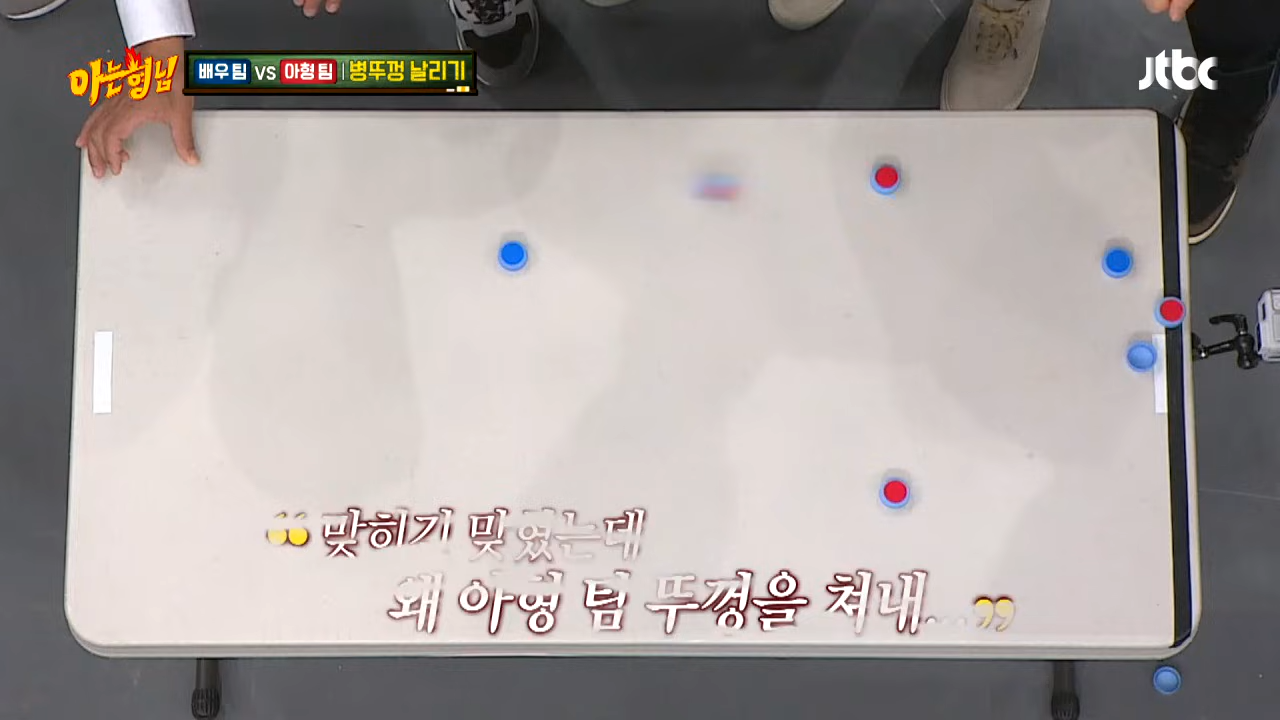 아는형님
배우팀 VS 아형팀 | 병뚜껑 날리기
jtbc
❝ 맞히기 맞혔는데
왜 아형 팀 뚜껑을 쳐내... ❞